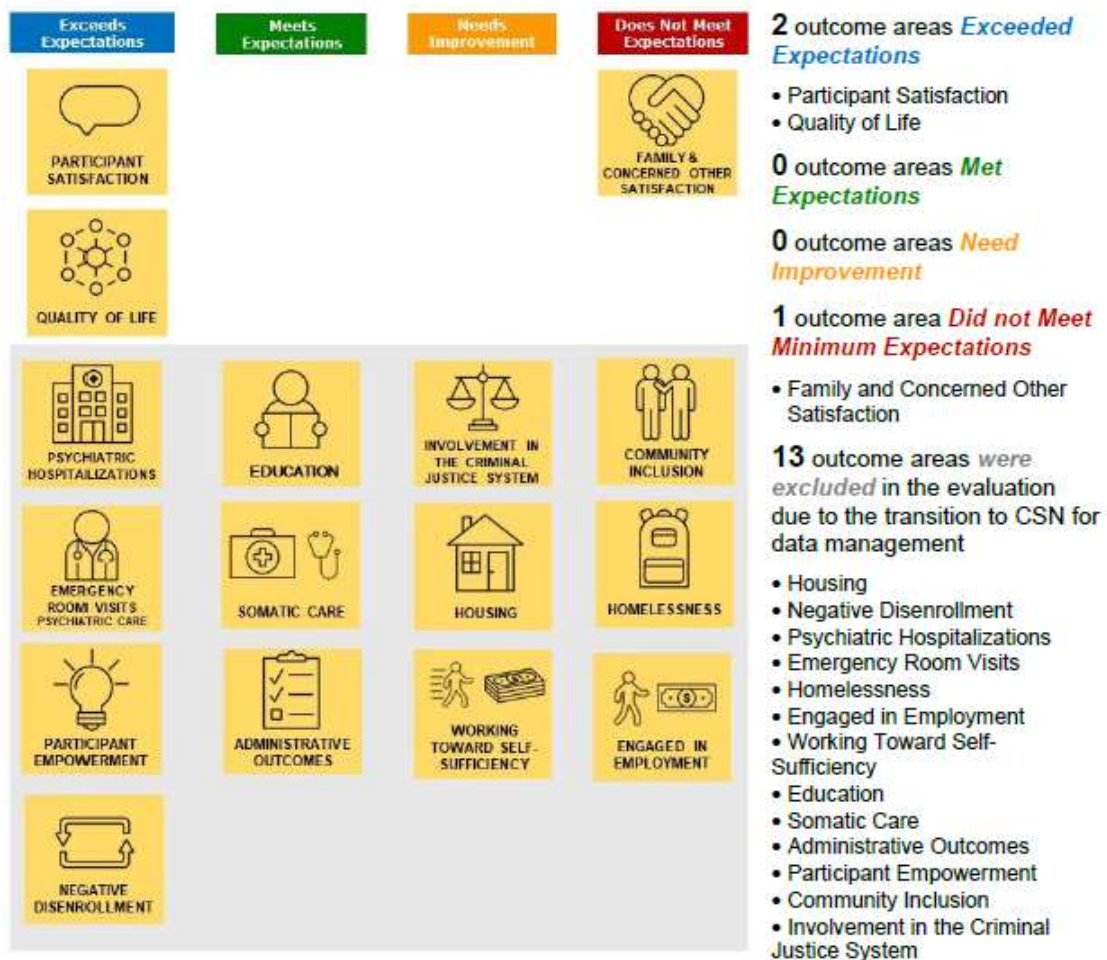 Exceeds
Expectations
Meets
Expectations
Needs
Improvement
Does Not Meet
Expectations
PARTICIPANT
SATISFACTION
FAMILY &
CONCERNED OTHER
SATISFACTION
QUALITY OF LIFE
PSYCHIATRIC
HOSPITAILIZATIONS
EDUCATION
INVOLVEMENT IN
THE CRIMINAL
JUSTICE SYSTEM
COMMUNITY
INCLUSION
EMERGENCY
ROOM VISITS
PSYCHIATRIC CARE
SOMATIC CARE
HOUSING
HOMELESSNESS
PARTICIPANT
EMPOWERMENT
ADMINISTRATIVE
OUTCOMES
WORKING
TOWARD SELF-
SUFFICIENCY
ENGAGED IN
EMPLOYMENT
NEGATIVE
DISENROLLMENT
2 outcome areas Exceeded
Expectations
• Participant Satisfaction
• Quality of Life
0 outcome areas Met
Expectations
0 outcome areas Need
Improvement
1 outcome area Did not Meet
Minimum Expectations
• Family and Concerned Other
Satisfaction
13 outcome areas were
excluded in the evaluation
due to the transition to CSN for
data management
• Housing
• Negative Disenrollment
• Psychiatric Hospitalizations
• Emergency Room Visits
• Homelessness
• Engaged in Employment
• Working Toward Self-
Sufficiency
• Education
• Somatic Care
• Administrative Outcomes
• Participant Empowerment
• Community Inclusion
• Involvement in the Criminal
Justice System